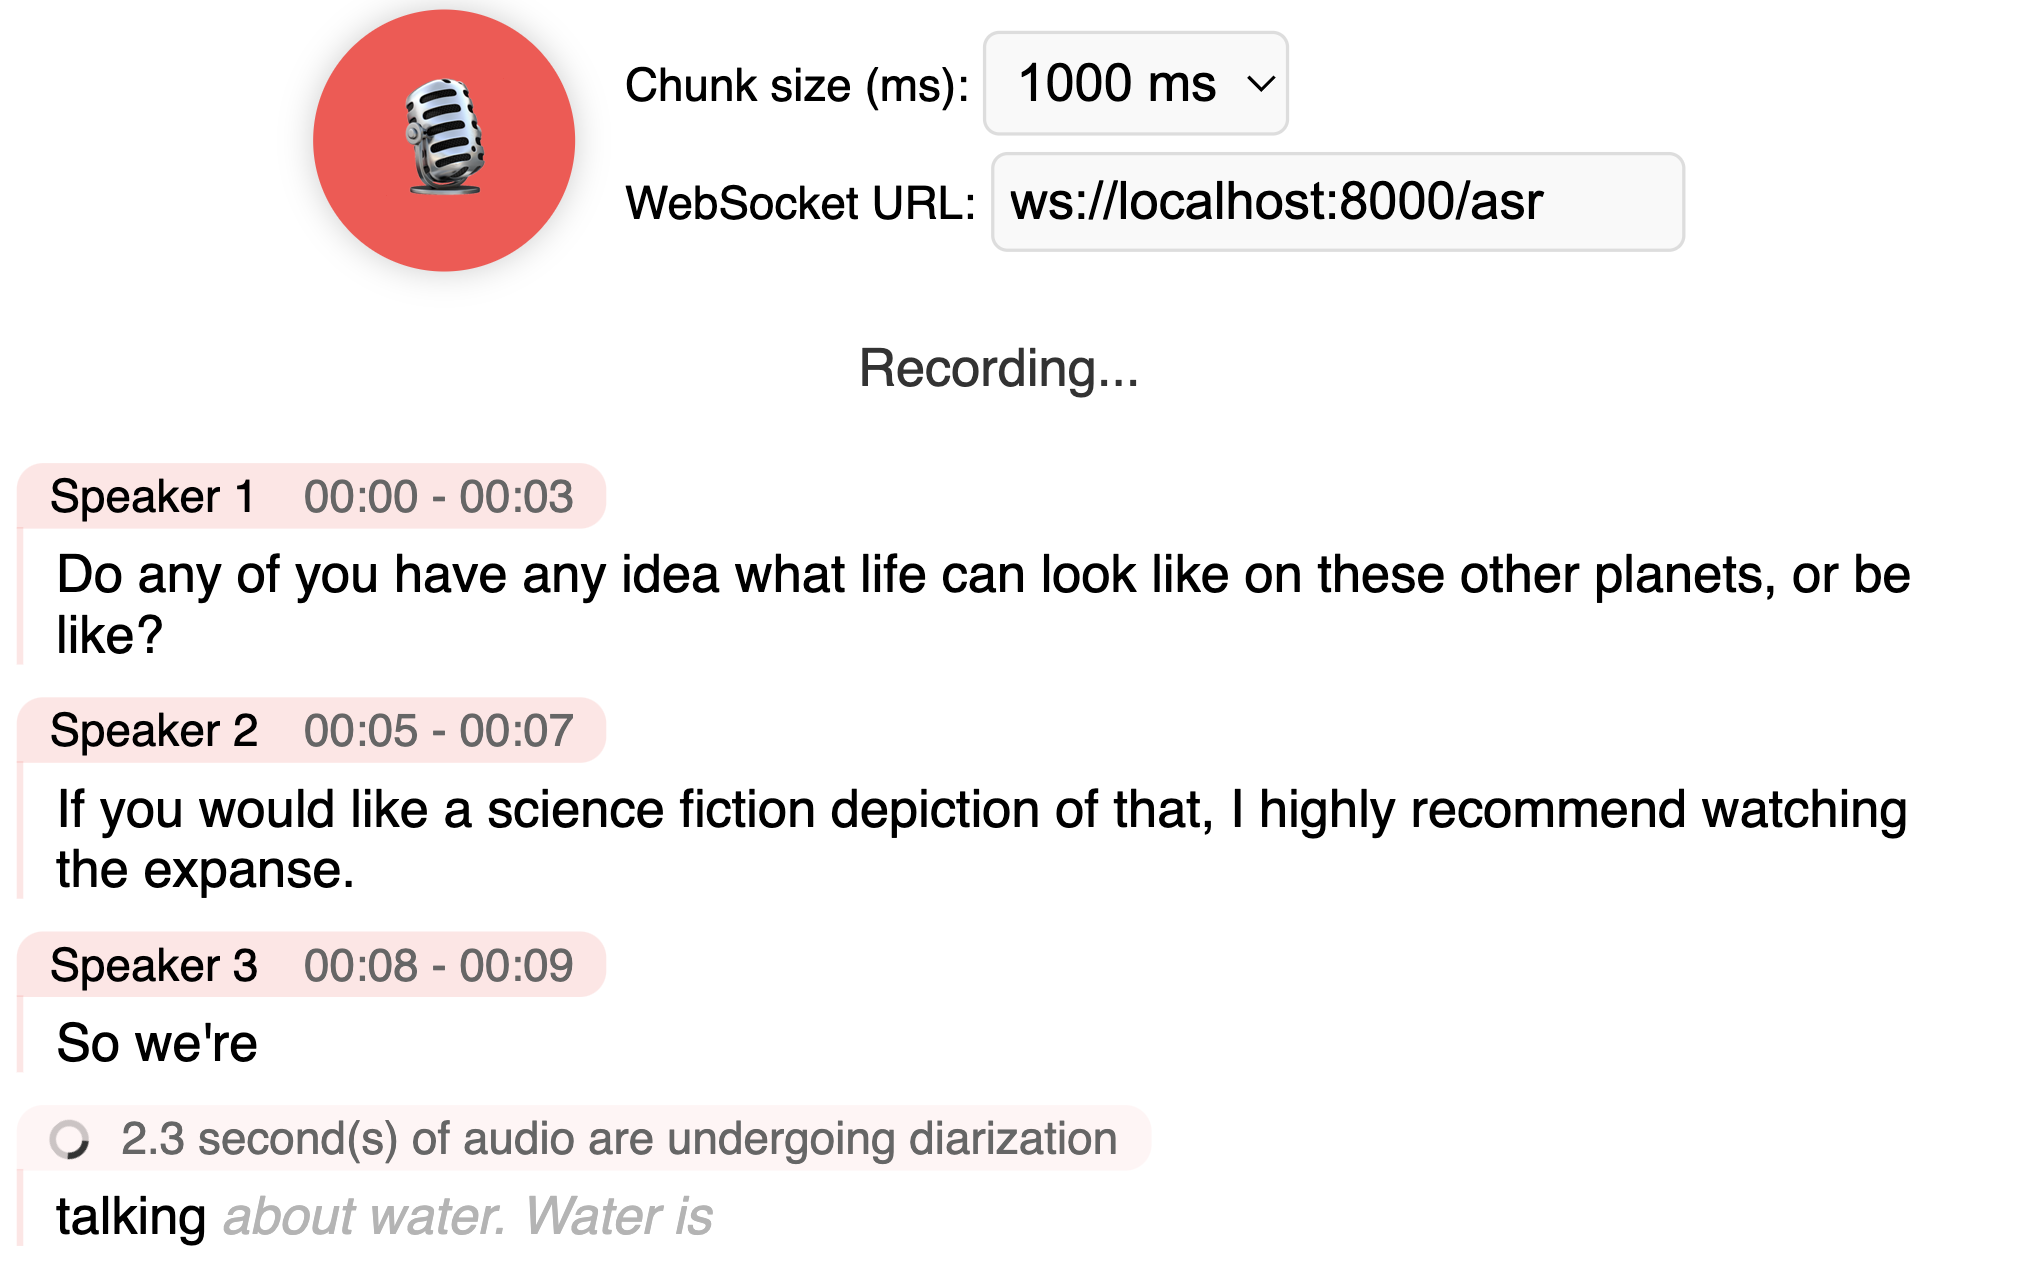 Chunk size (ms): 1000 ms
WebSocket URL: ws://localhost:8000/asr
Recording...
Speaker 1 00:00 - 00:03
Do any of you have any idea what life can look like on these other planets, or be
like?
Speaker 2 00:05 - 00:07
If you would like a science fiction depiction of that, I highly recommend watching
the expanse.
Speaker 3 00:08 - 00:09
So we're
2.3 second(s) of audio are undergoing diarization
talking about water. Water is